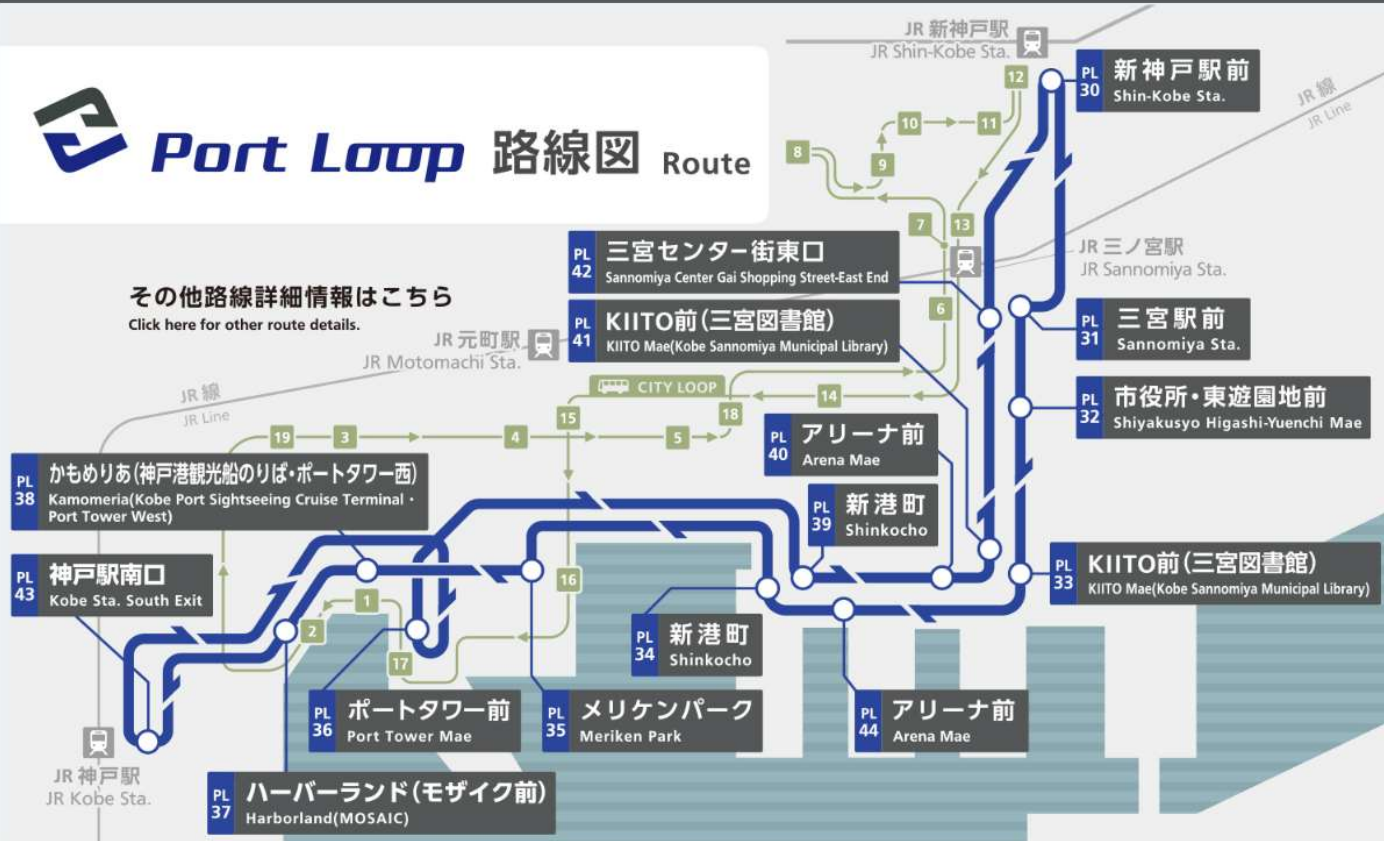 Port Loop 路線図 Route
その他路線詳細情報はこちら
Click here for other route details.
JR 新神戸駅
JR Shin-Kobe Sta.
PL
30
新神戸駅前
Shin-Kobe Sta.
JR 線
JR Line
12
10
11
8
9
7
13
PL
42
三宮センター街東口
Sannomiya Center Gai Shopping Street-East End
JR 三ノ宮駅
JR Sannomiya Sta.
6
PL
41
KIITO前(三宮図書館)
KIITO Mae(Kobe Sannomiya Municipal Library)
PL
31
三宮駅前
Sannomiya Sta.
JR 元町駅
JR Motomachi Sta.
JR 線
JR Line
CITY LOOP
14
15
18
PL
32
市役所・東遊園地前
Shiyakusyo Higashi-Yuenchi Mae
19
3
4
5
PL
40
アリーナ前
Arena Mae
PL
38
かもめりあ(神戸港観光船のりば・ポートタワー西)
Kamomeria(Kobe Port Sightseeing Cruise Terminal・
Port Tower West)
PL
39
新港町
Shinkocho
PL
43
神戸駅南口
Kobe Sta. South Exit
16
PL
33
KIITO前(三宮図書館)
KIITO Mae(Kobe Sannomiya Municipal Library)
1
2
17
PL
34
新港町
Shinkocho
PL
36
ポートタワー前
Port Tower Mae
PL
35
メリケンパーク
Meriken Park
PL
44
アリーナ前
Arena Mae
JR 神戸駅
JR Kobe Sta.
PL
37
ハーバーランド(モザイク前)
Harborland(MOSAIC)